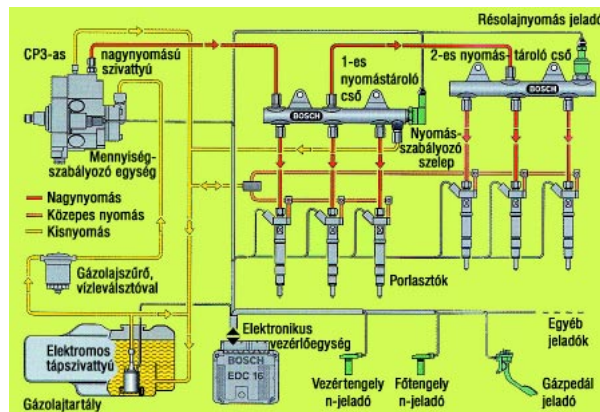 Résolajnyomás jeladó
CP3-as
nagynyomású
szivattyú
1-es
nyomástároló
cső
2-es nyomás- tároló cső
BOSCH
BOSCH
Mennyiség-
szabályozó egység
Nyomás-
szabályozó
szelep
Nagynyomás
Közepes nyomás
Kisnyomás
Gázolajszűrő,
vízleválsztóval
Porlasztók
Elektromos
tápszivattyú
Gázolajtartály
Elektronikus
vezérlőegység
BOSCH
EDC 16
Vezértengely
n-jeladó
Főtengely
n-jeladó
Egyéb
jeladók
Gázpedál
jeladó